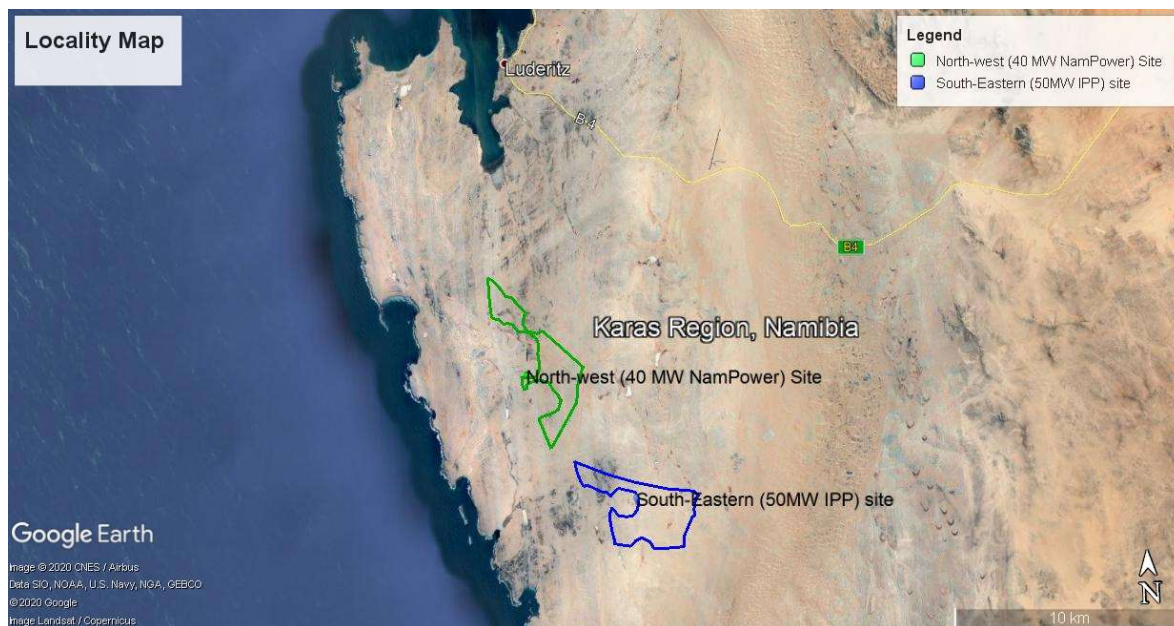 Locality Map
Legend
North-west (40 MW NamPower) Site
South-Eastern (50MW IPP) site
Luderitz
B-4
B4
Karas Region, Namibia
North-west (40 MW NamPower) Site
South-Eastern (50MW IPP) site
Google Earth
Image © 2020 CNES / Airbus
Data SIO, NOAA, U.S. Navy, NGA, GEBCO
© 2020 Google
Image Landsat / Copernicus
N
10 km